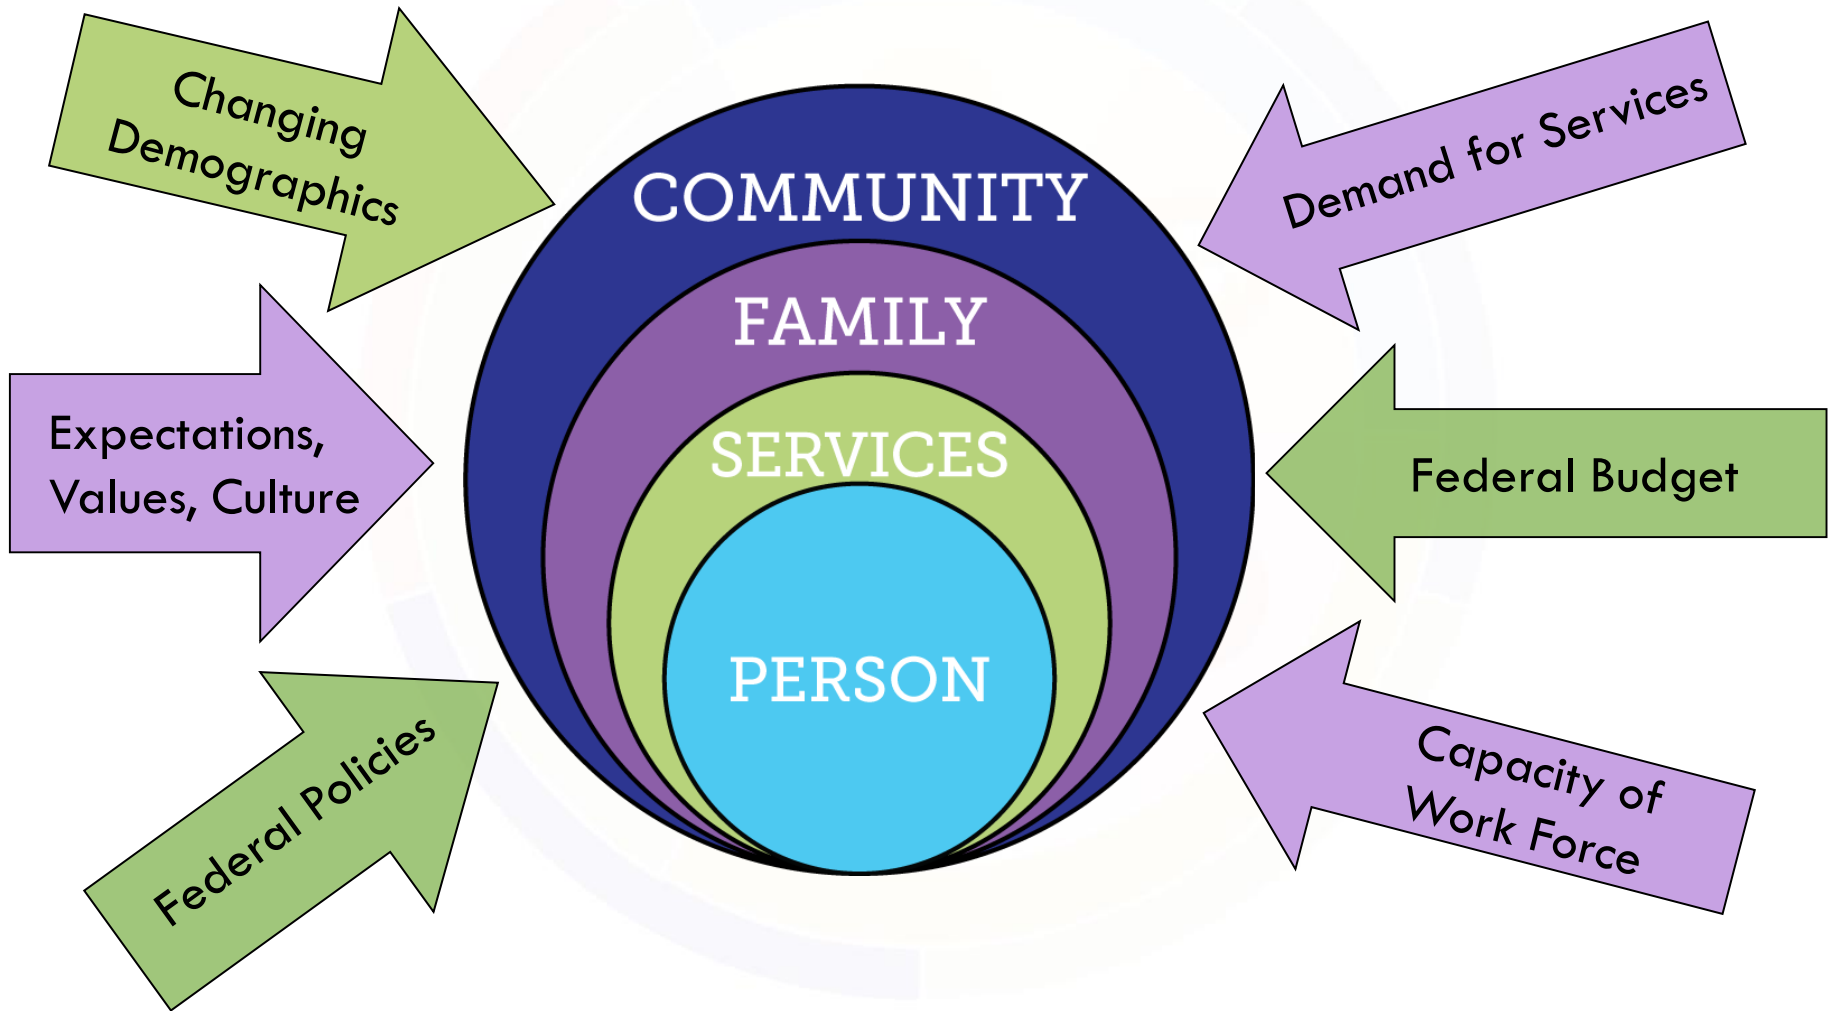 Changing
Demographics
Expectations,
Values, Culture
Federal Policies
COMMUNITY
FAMILY
SERVICES
PERSON
Demand for Services
Federal Budget
Capacity of
Work Force